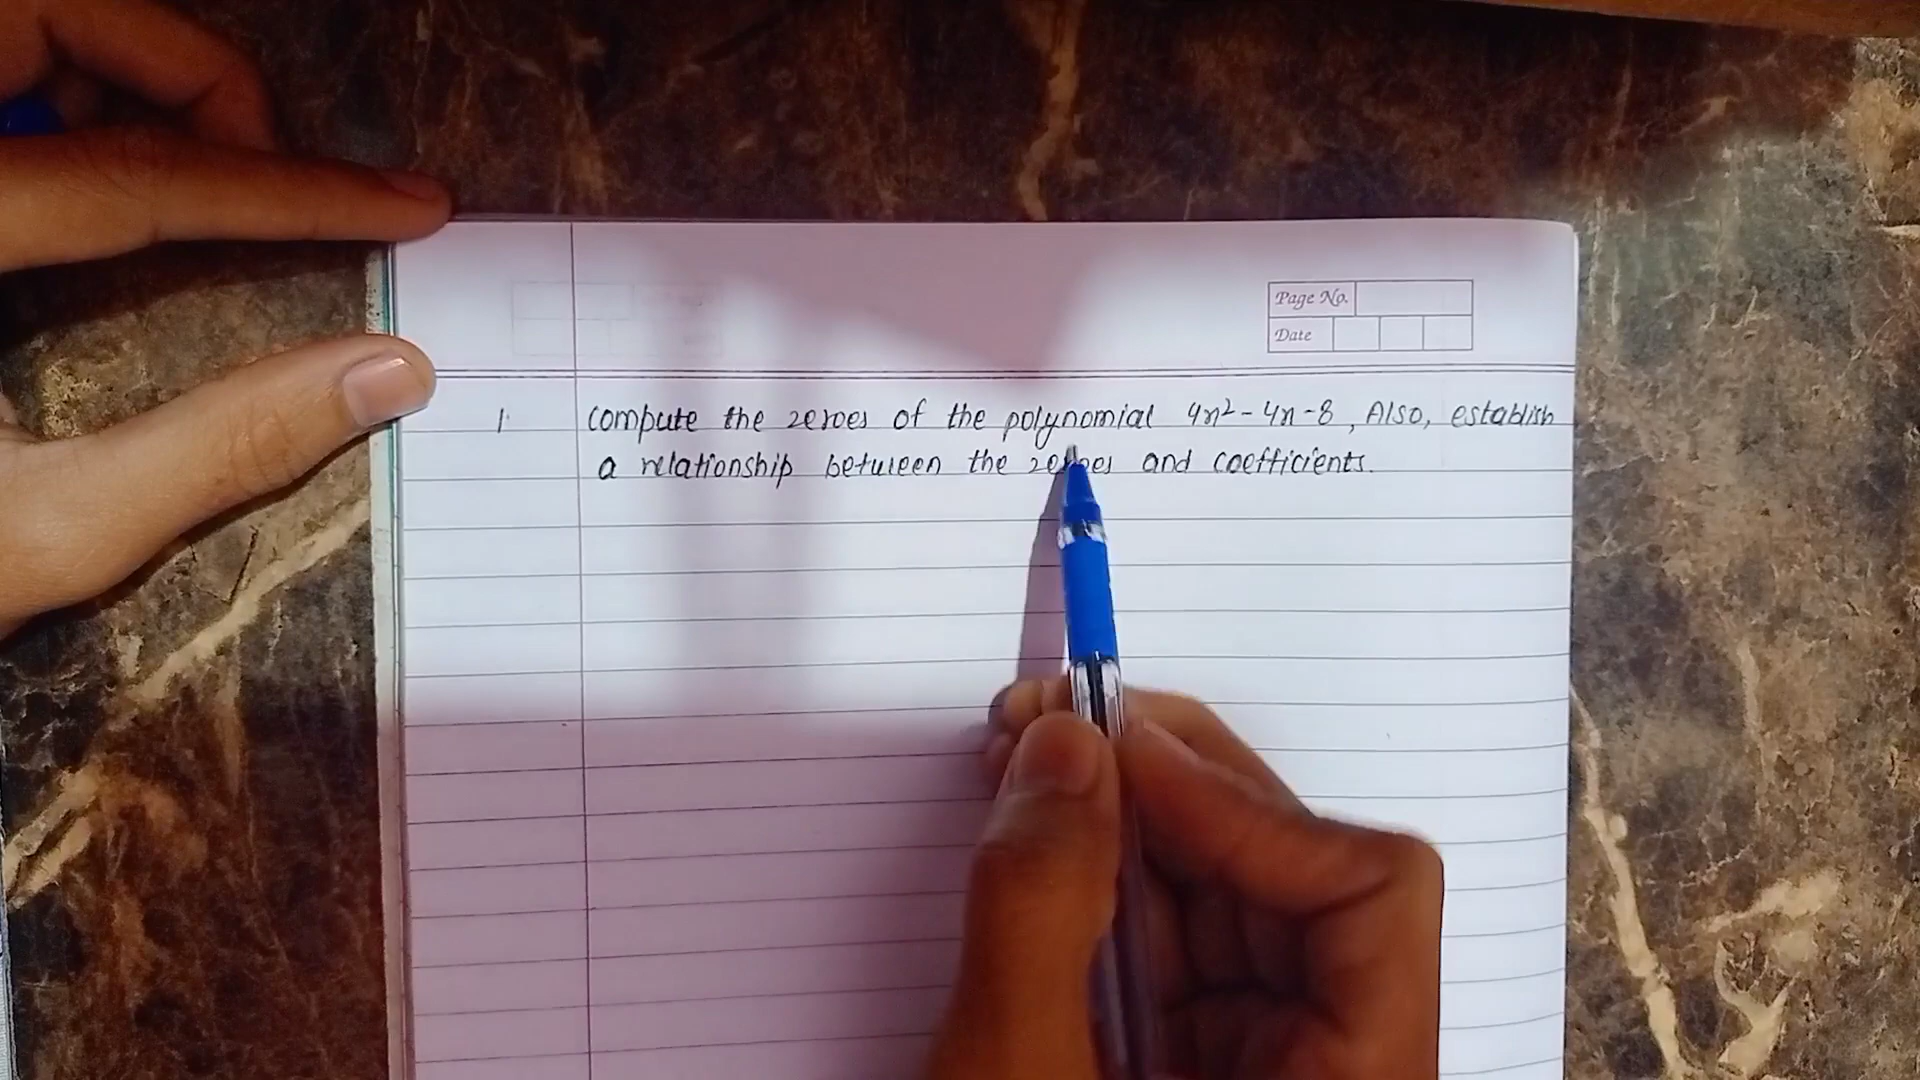 Page No.
Date
1. compute the zeroes of the polynomial 4x² - 4x - 8, Also, establish
a relationship between the zeroes and coefficients.